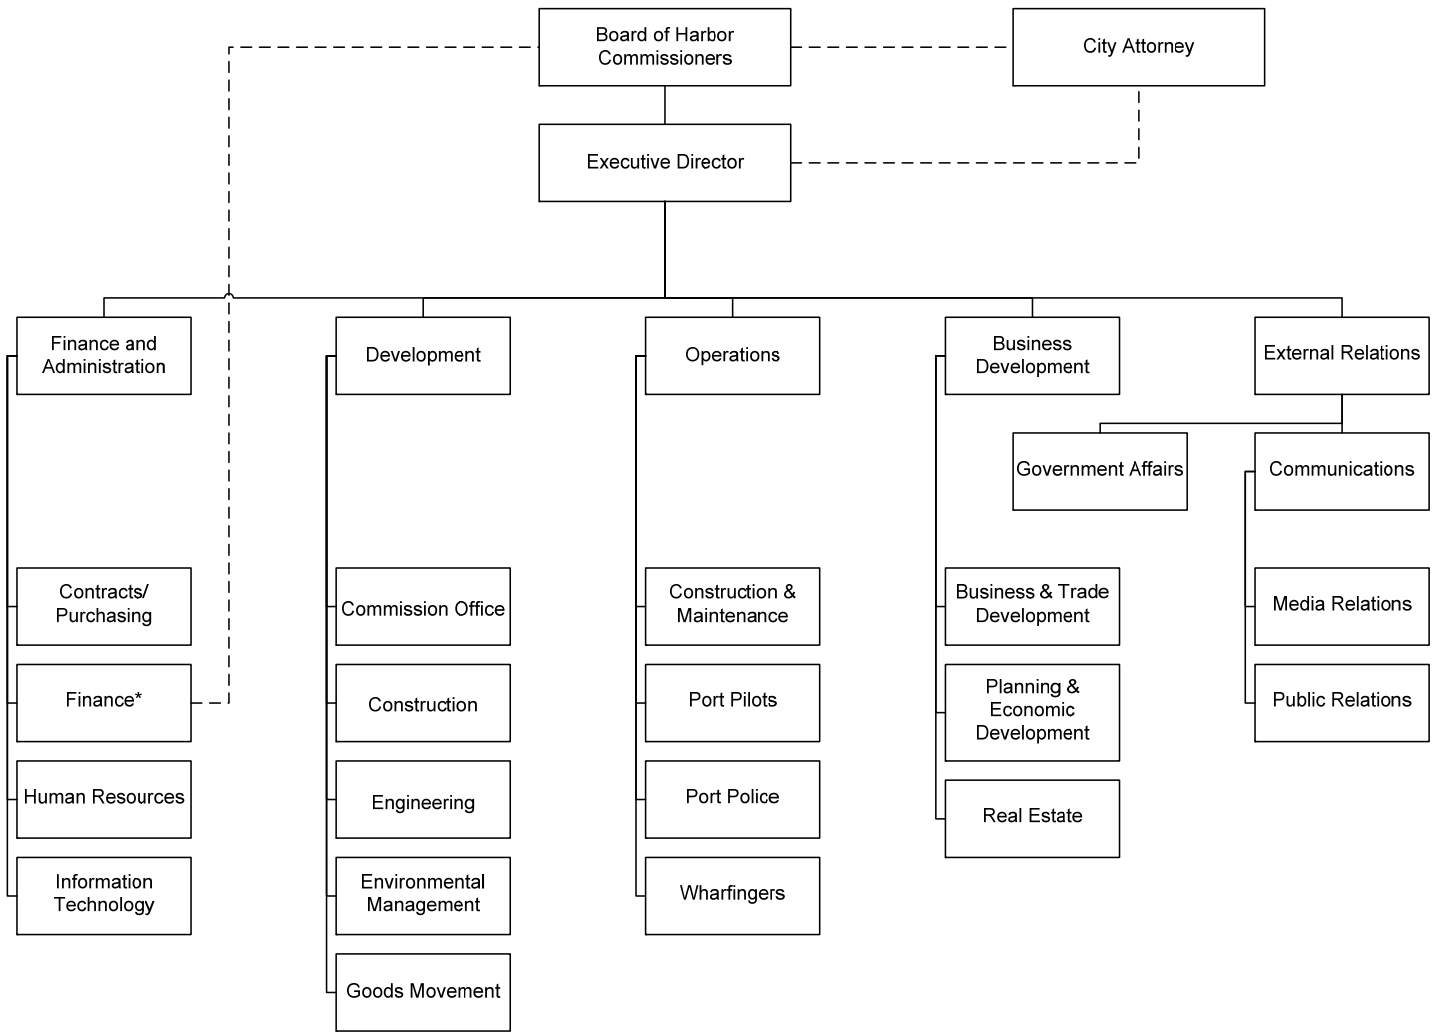 Board of Harbor
Commissioners
City Attorney
Executive Director
Finance and
Administration
Development
Operations
Business
Development
External Relations
Government Affairs
Communications
Contracts/
Purchasing
Commission Office
Construction &
Maintenance
Business & Trade
Development
Media Relations
Finance*
Construction
Port Pilots
Planning &
Economic
Development
Public Relations
Human Resources
Engineering
Port Police
Real Estate
Information
Technology
Environmental
Management
Wharfingers
Goods Movement